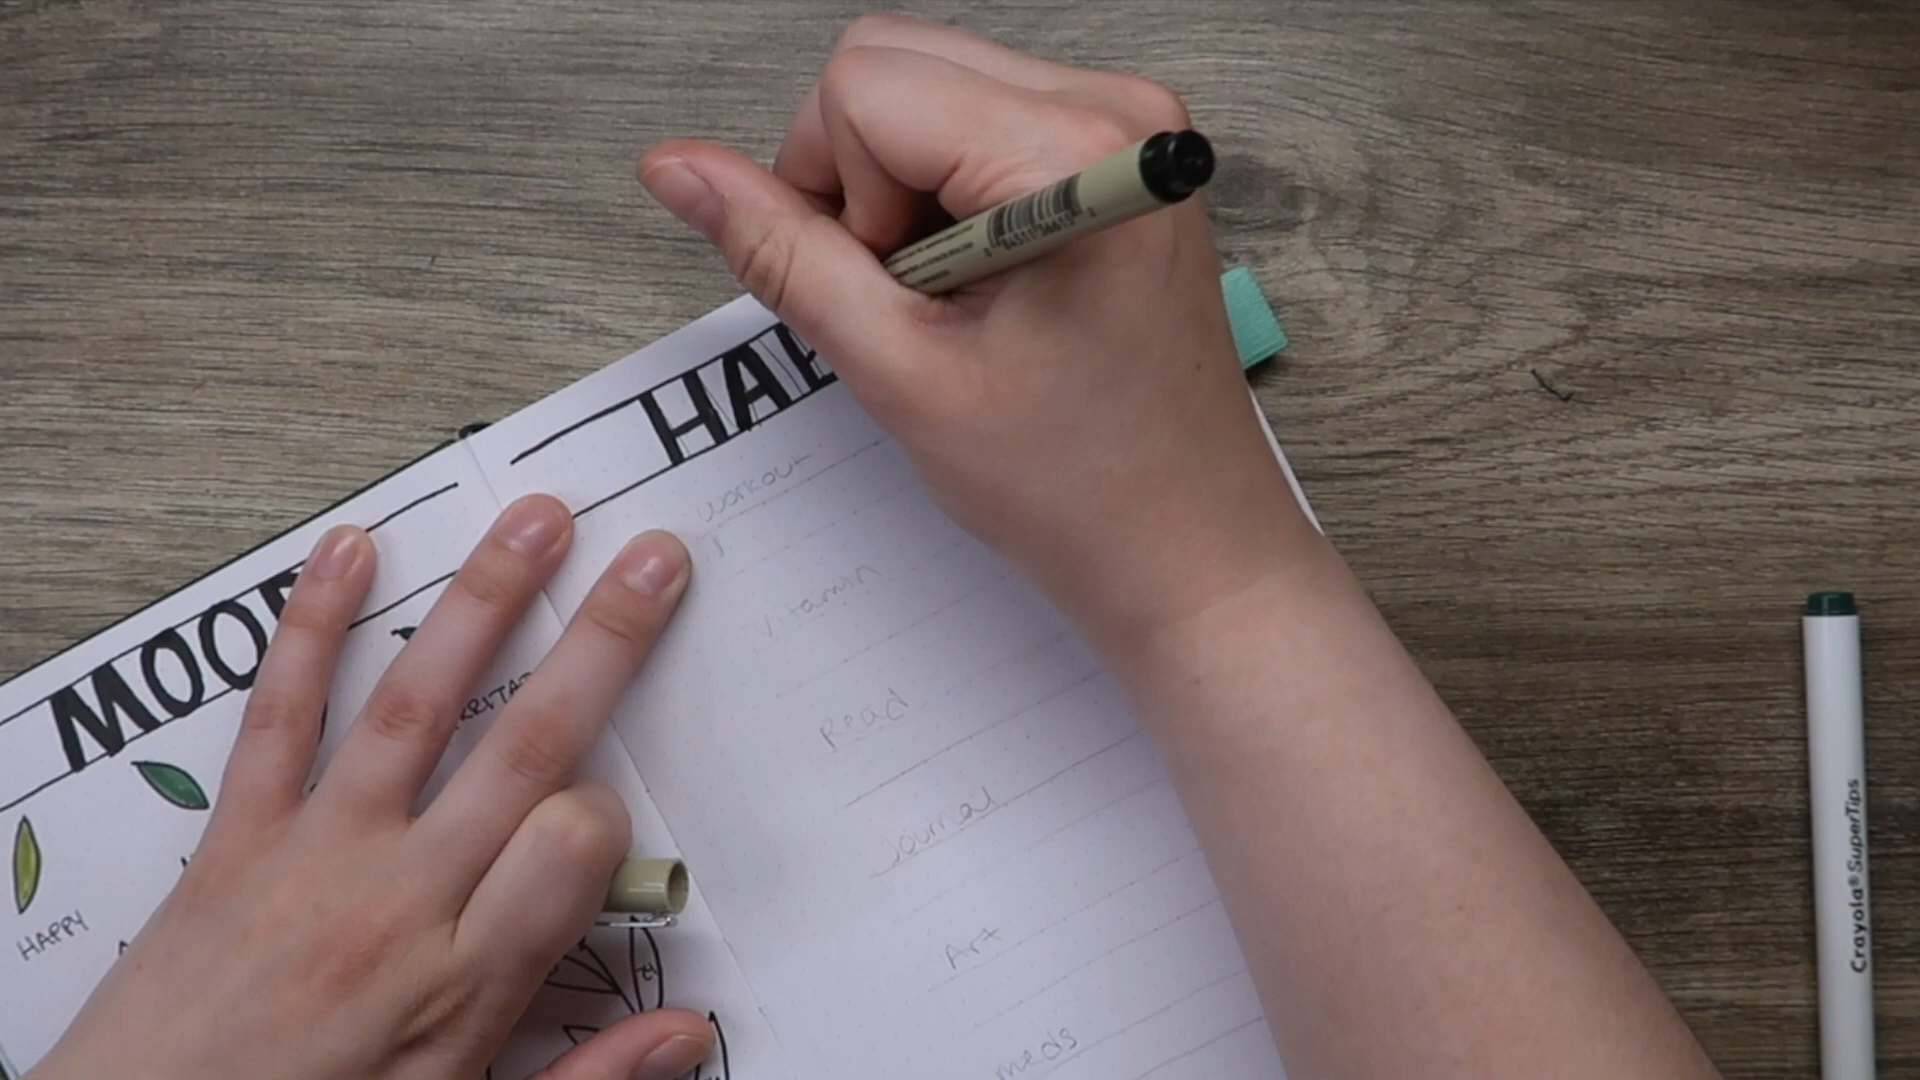 MOOD
HAPPY
HAB
workout
vitamin
Read
Journal
Art
meds
Crayola® SuperTips